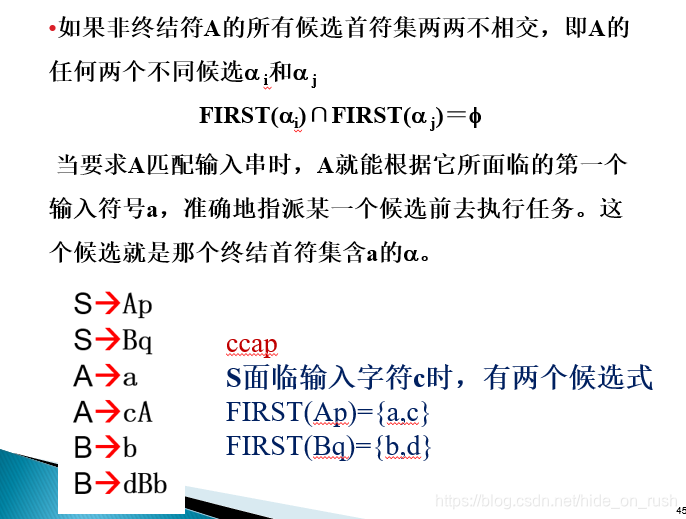 •如果非终结符A的所有候选首符集两两不相交，即A的
任何两个不同候选α i和α j
FIRST(αi)∩FIRST(α j)＝ϕ
当要求A匹配输入串时，A就能根据它所面临的第一个
输入符号a，准确地指派某一个候选前去执行任务。这
个候选就是那个终结首符集含a的α。
S→Ap
S→Bq
A→a
A→cA
B→b
B→dBb
ccap
S面临输入字符c时，有两个候选式
FIRST(Ap)={a,c}
FIRST(Bq)={b,d}
https://blog.csdn.net/hide_on_rush
45